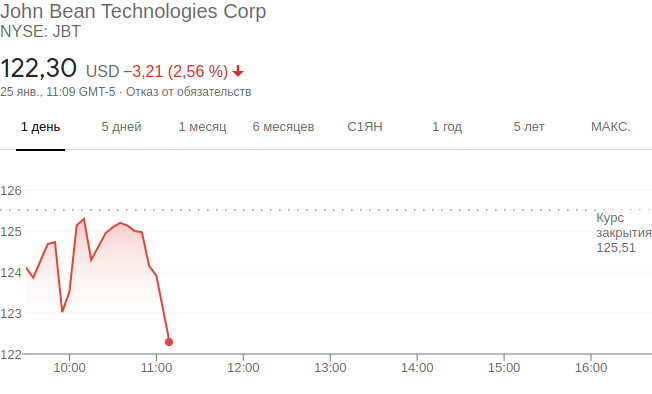 John Bean Technologies Corp
NYSE: JBT
122,30 USD −3,21 (2,56 %)
25 янв., 11:09 GMT-5 · Отказ от обязательств
1 день 5 дней 1 месяц 6 месяцев С1ЯН 1 год 5 лет МАКС.
126
Курс
закрытия
125,51
125
124
123
122
10:00 11:00 12:00 13:00 14:00 15:00 16:00